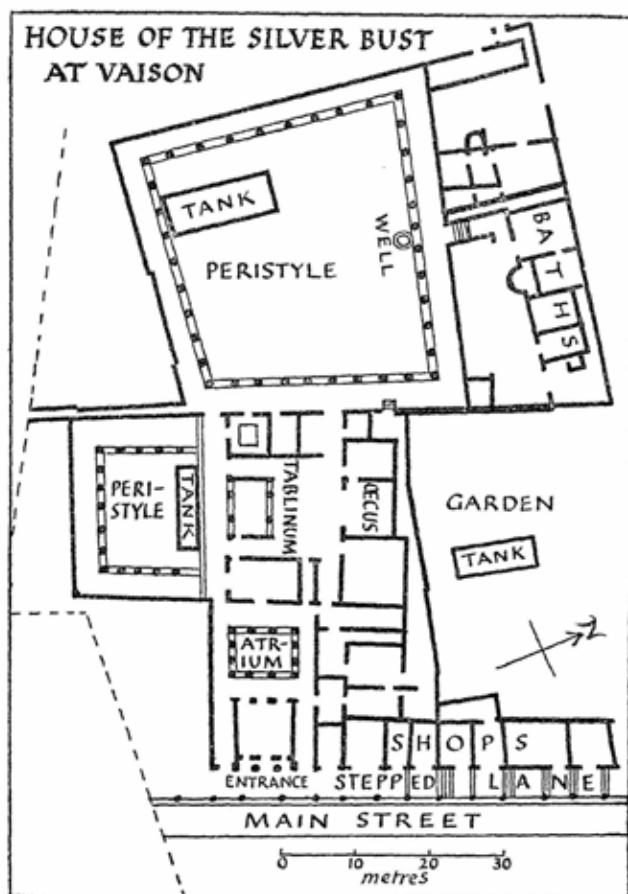 HOUSE OF THE SILVER BUST
AT VAISON
TANK
WELL
PERISTYLE
BATHS
PERI-
STYLE
TANK
TABLINUM
ŒCUS
GARDEN
TANK
N
ATR-
IUM
SHOPS
ENTRANCE
STEPPED LANE
MAIN STREET
0 10 20 30
metres